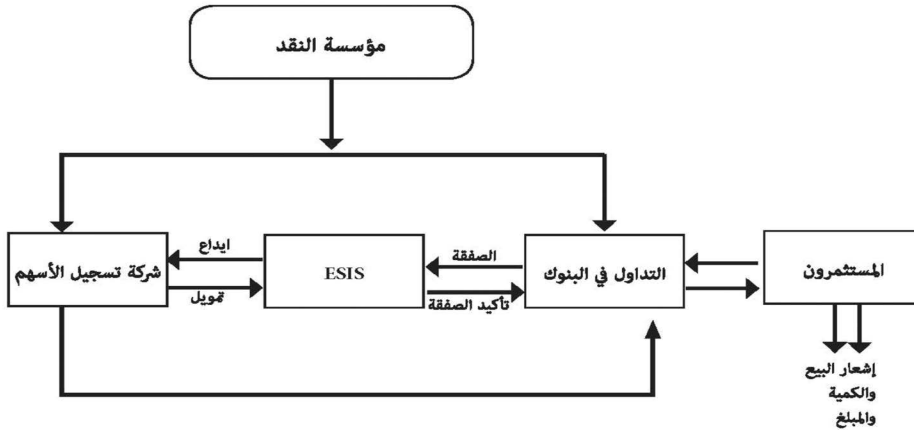 مؤسسة النقد
المستثمرون
التداول في البنوك
الصفقة
تأكيد الصفقة
ESIS
ايداع
تمويل
شركة تسجيل الأسهم
إشعار البيع
والكمية
والمبلغ